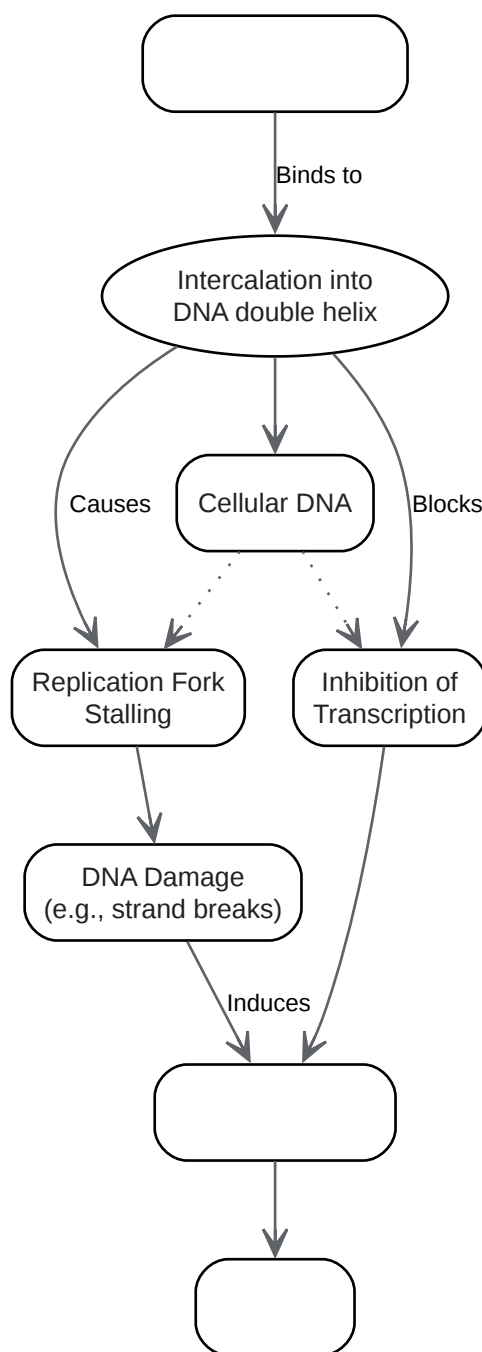 Binds to
Intercalation into
DNA double helix
Causes
Cellular DNA
Blocks
Replication Fork
Stalling
Inhibition of
Transcription
DNA Damage
(e.g., strand breaks)
Induces